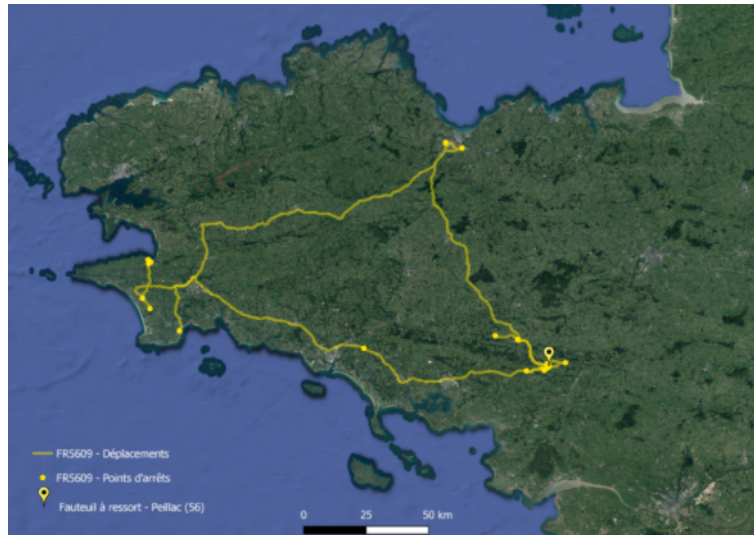 FR5609 - Déplacements
FR5609 - Points d'arrêts
Fauteuil à ressort - Peillac (56)
0 25 50 km